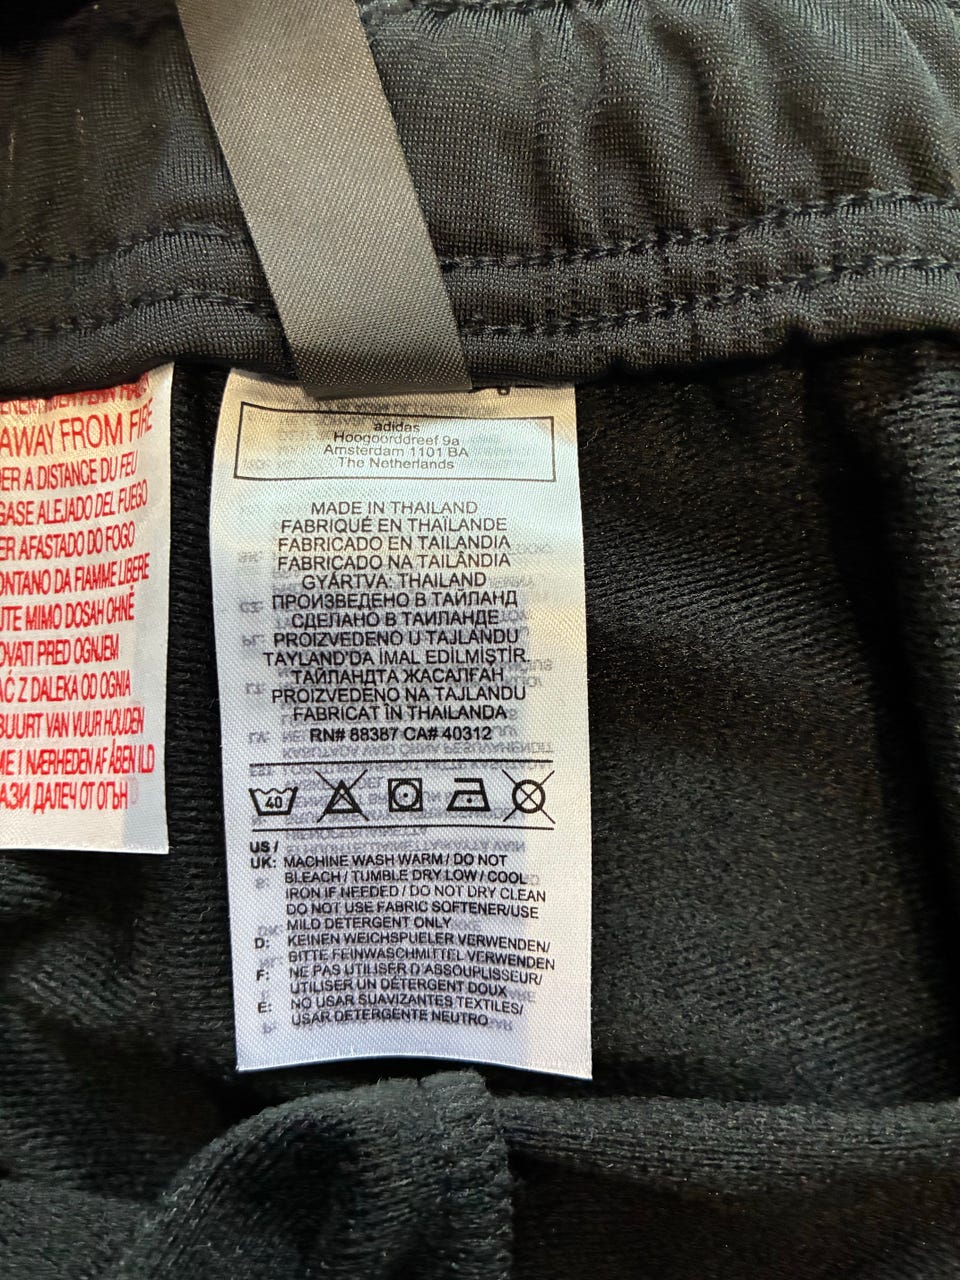 AWAY FROM FIRE
ER A DISTANCE DU FEU
GASE ALEJADO DEL FUEGO
ER AFASTADO DO FOGO
ONTANO DA FIAMME LIBERE
UTE MIMO DOSAH OHNĚ
OVATI PRED OGNJEM
AĆ Z DALEKA OD OGNIA
BUURT VAN VUUR HOUDEN
ME I NÆRHEDEN AF ÅBEN ILD
АЗИ ДАЛЕЧ ОТ ОГЪН
adidas
Hoogoorddreef 9a
Amsterdam 1101 BA
The Netherlands
MADE IN THAILAND
FABRIQUÉ EN THAÏLANDE
FABRICADO EN TAILANDIA
FABRICADO NA TAILÂNDIA
GYÁRTVA: THAILAND
ПРОИЗВЕДЕНО В ТАЙЛАНД
СДЕЛАНО В ТАИЛАНДЕ
PROIZVEDENO U TAJLANDU
TAYLAND'DA İMAL EDİLMİŞTİR.
ТАЙЛАНДТА ЖАСАЛҒАН
PROIZVEDENO NA TAJLANDU
FABRICAT ÎN THAILANDA
RN# 88387 CA# 40312
40
US /
UK: MACHINE WASH WARM / DO NOT
BLEACH / TUMBLE DRY LOW / COOL
IRON IF NEEDED / DO NOT DRY CLEAN
DO NOT USE FABRIC SOFTENER/USE
MILD DETERGENT ONLY
D: KEINEN WEICHSPUELER VERWENDEN/
BITTE FEINWASCHMITTEL VERWENDEN
F: NE PAS UTILISER D'ASSOUPLISSEUR/
UTILISER UN DÉTERGENT DOUX
E: NO USAR SUAVIZANTES TEXTILES/
USAR DETERGENTE NEUTRO